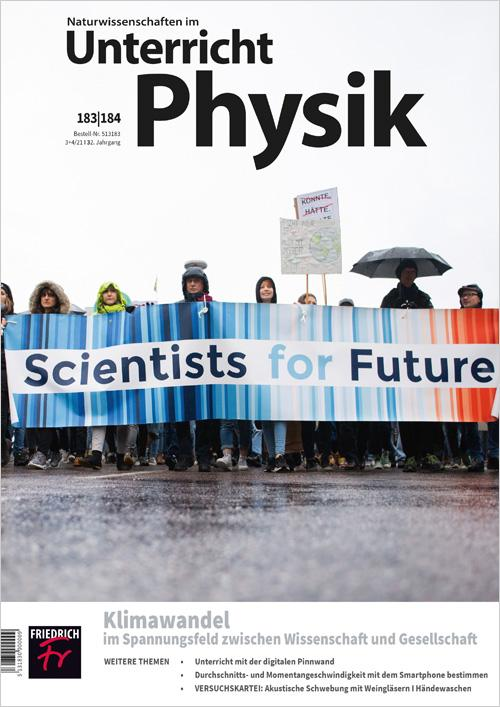 Naturwissenschaften im
Unterricht
Physik
183|184
Bestell-Nr. 513183
3+4/21 I 32. Jahrgang
KÖNNTE
HÄTTE
Scientists for Future
Klimawandel
im Spannungsfeld zwischen Wissenschaft und Gesellschaft
FRIEDRICH
Fr
WEITERE THEMEN • Unterricht mit der digitalen Pinnwand
• Durchschnitts- und Momentangeschwindigkeit mit dem Smartphone bestimmen
• VERSUCHSKARTEI: Akustische Schwebung mit Weingläsern I Händewaschen